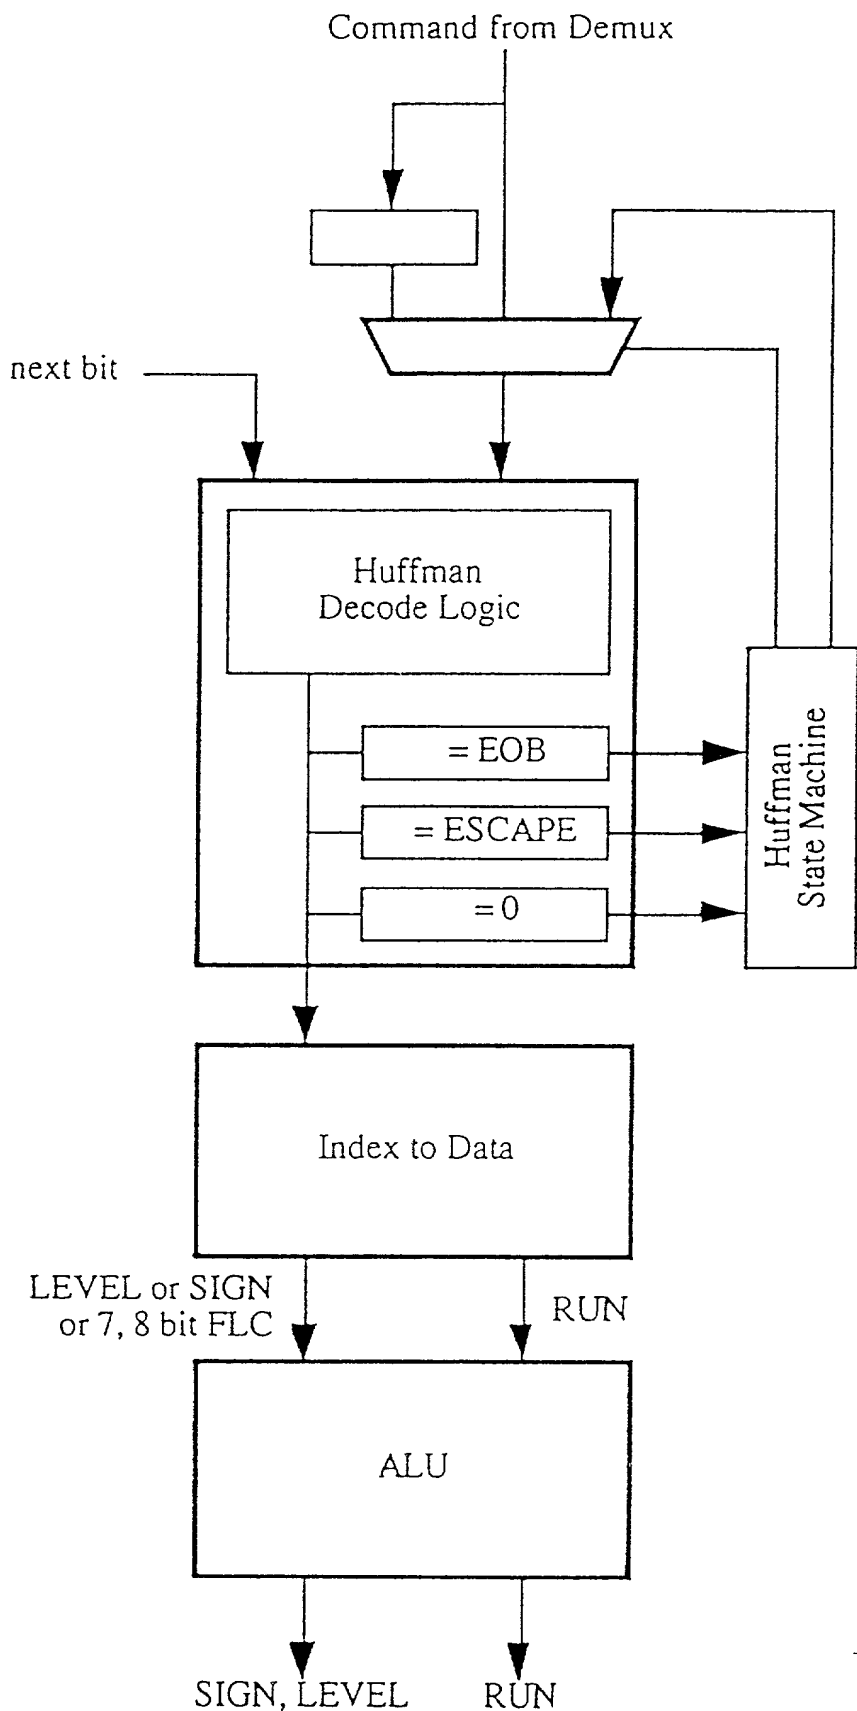 Command from Demux
next bit
Huffman
Decode Logic
= EOB
= ESCAPE
= 0
Huffman
State Machine
Index to Data
LEVEL or SIGN
or 7, 8 bit FLC
RUN
ALU
SIGN, LEVEL
RUN